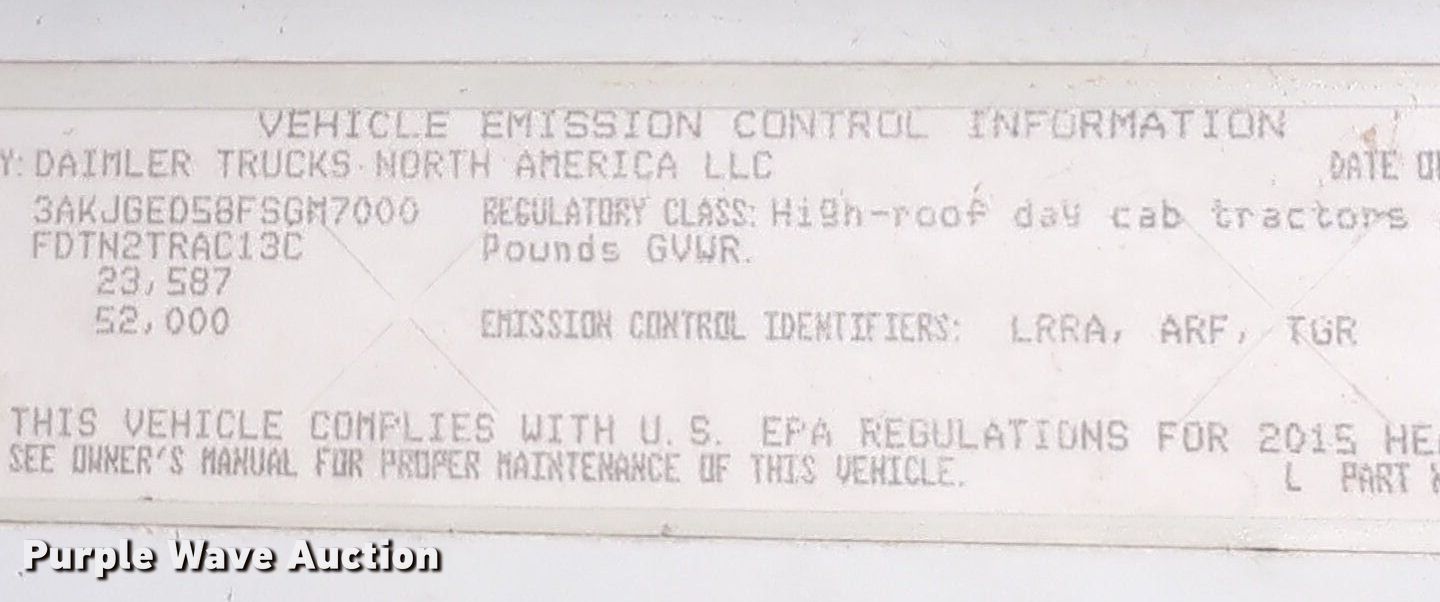 VEHICLE EMISSION CONTROL INFORMATION
Y: DAIMLER TRUCKS NORTH AMERICA LLC DATE OF
3AKJGED58FSGM7000 REGULATORY CLASS: High-roof day cab tractors
FDTN2TRAC13C Pounds GVWR.
23,587
52,000 EMISSION CONTROL IDENTIFIERS: LRRA, ARF, TGR
THIS VEHICLE COMPLIES WITH U.S. EPA REGULATIONS FOR 2015 HEA
SEE OWNER'S MANUAL FOR PROPER MAINTENANCE OF THIS VEHICLE. L PART
Purple Wave Auction